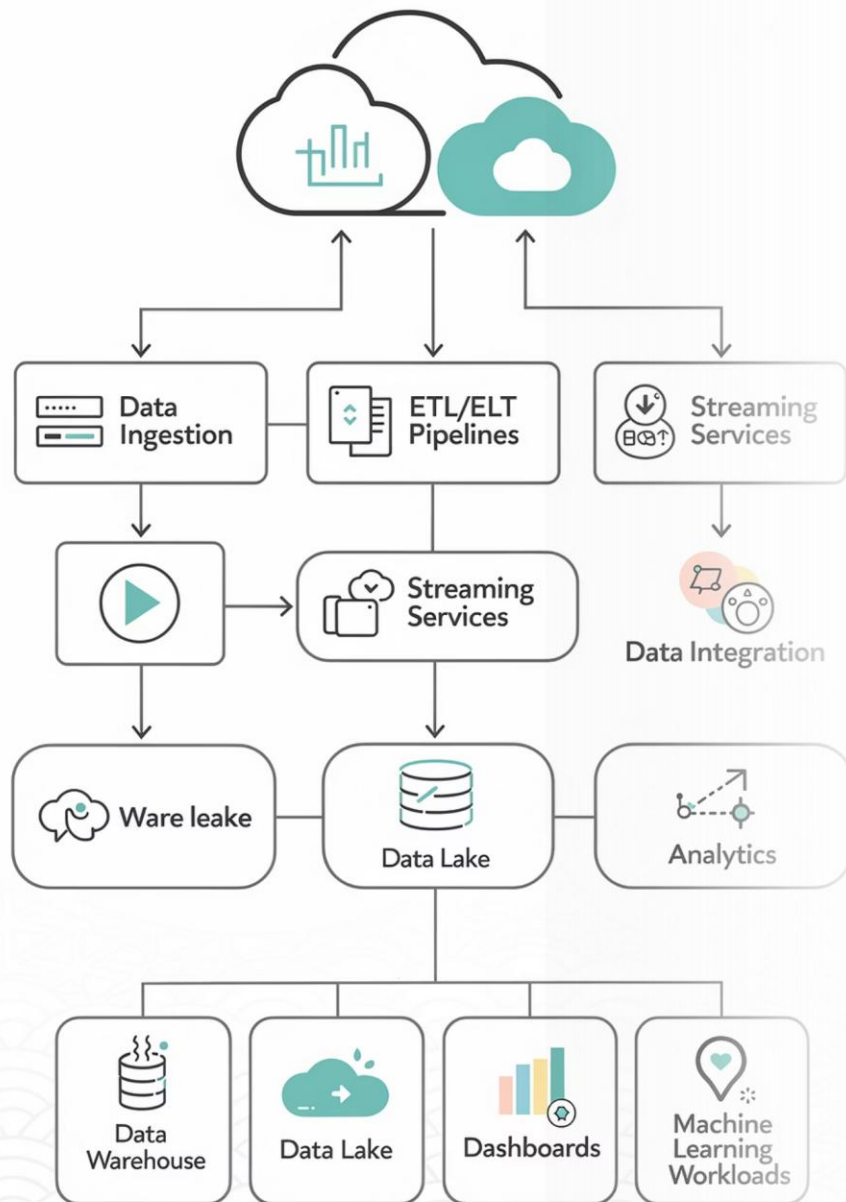 Data
Ingestion
ETL/ELT
Pipelines
Streaming
Services
Streaming
Services
Data Integration
Ware leake
Data Lake
Analytics
Data
Warehouse
Data Lake
Dashboards
Machine
Learning
Workloads